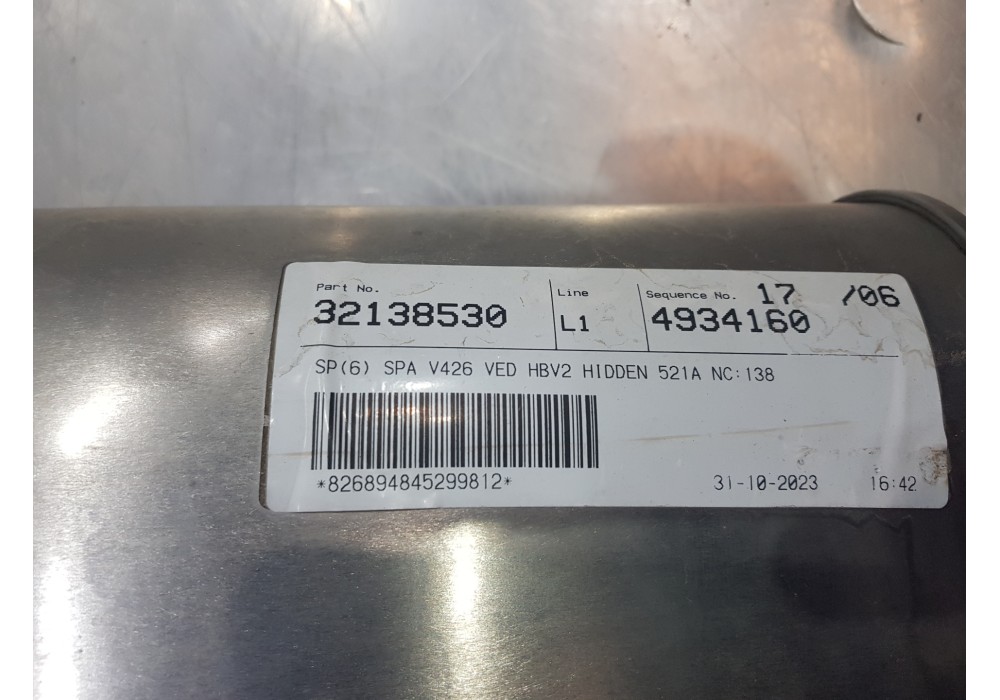 Part No. Line Sequence No. 17 /06
32138530 L1 4934160
SP(6) SPA V426 VED HBV2 HIDDEN 521A NC:138
*826894845299812*
31-10-2023 16:42